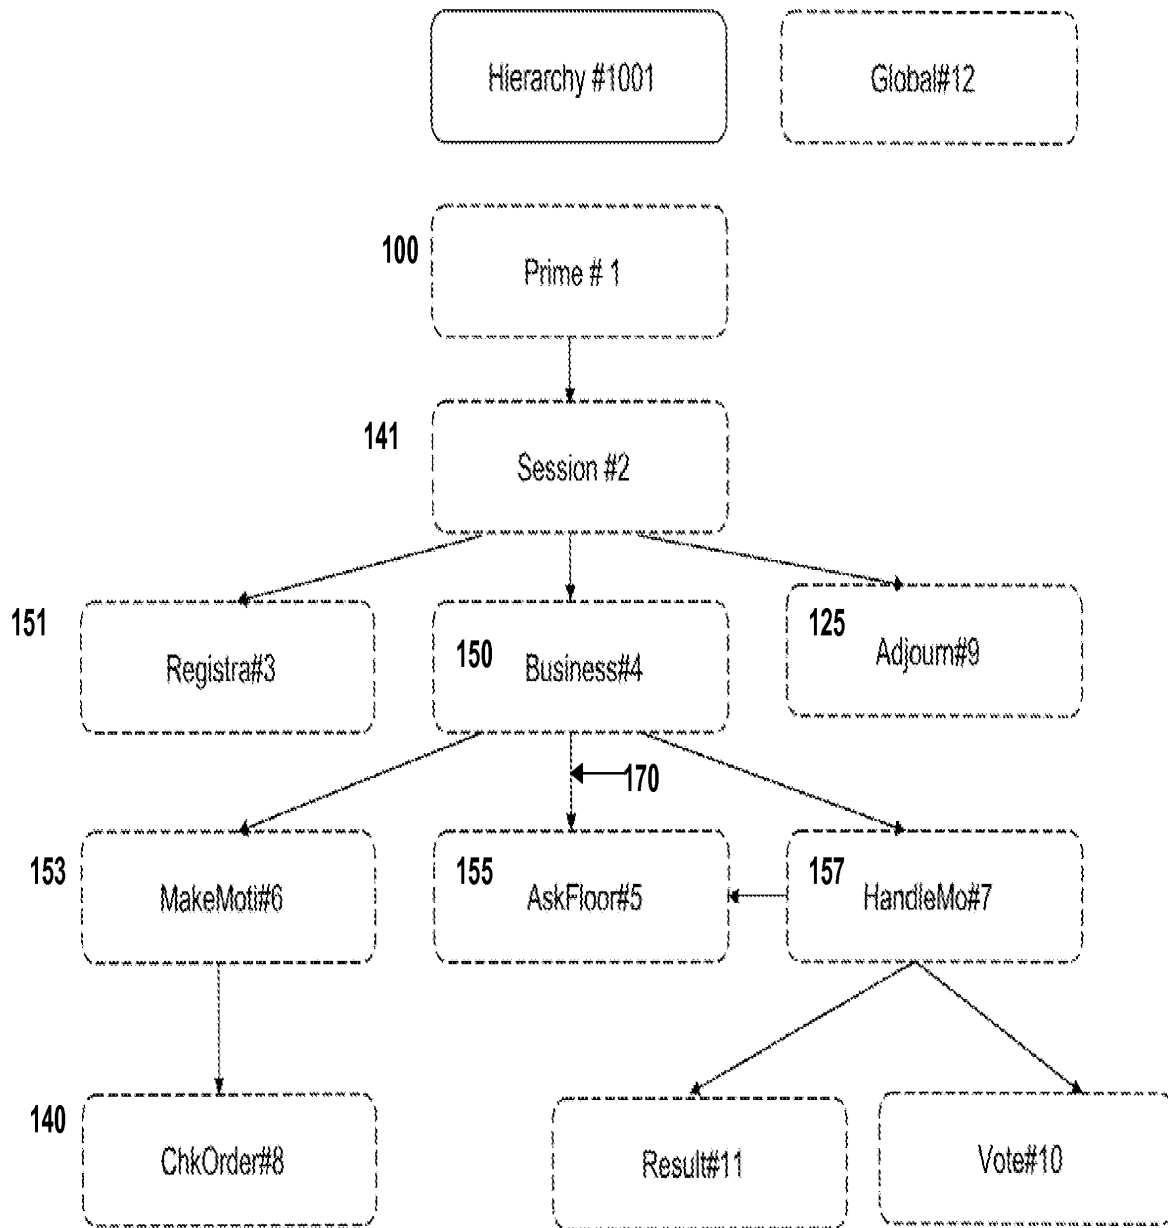 Hierarchy #1001
Global#12
100
Prime # 1
141
Session #2
151
Registra#3
150
Business#4
125
Adjourn#9
170
153
MakeMoti#6
155
AskFloor#5
157
HandleMo#7
140
ChkOrder#8
Result#11
Vote#10